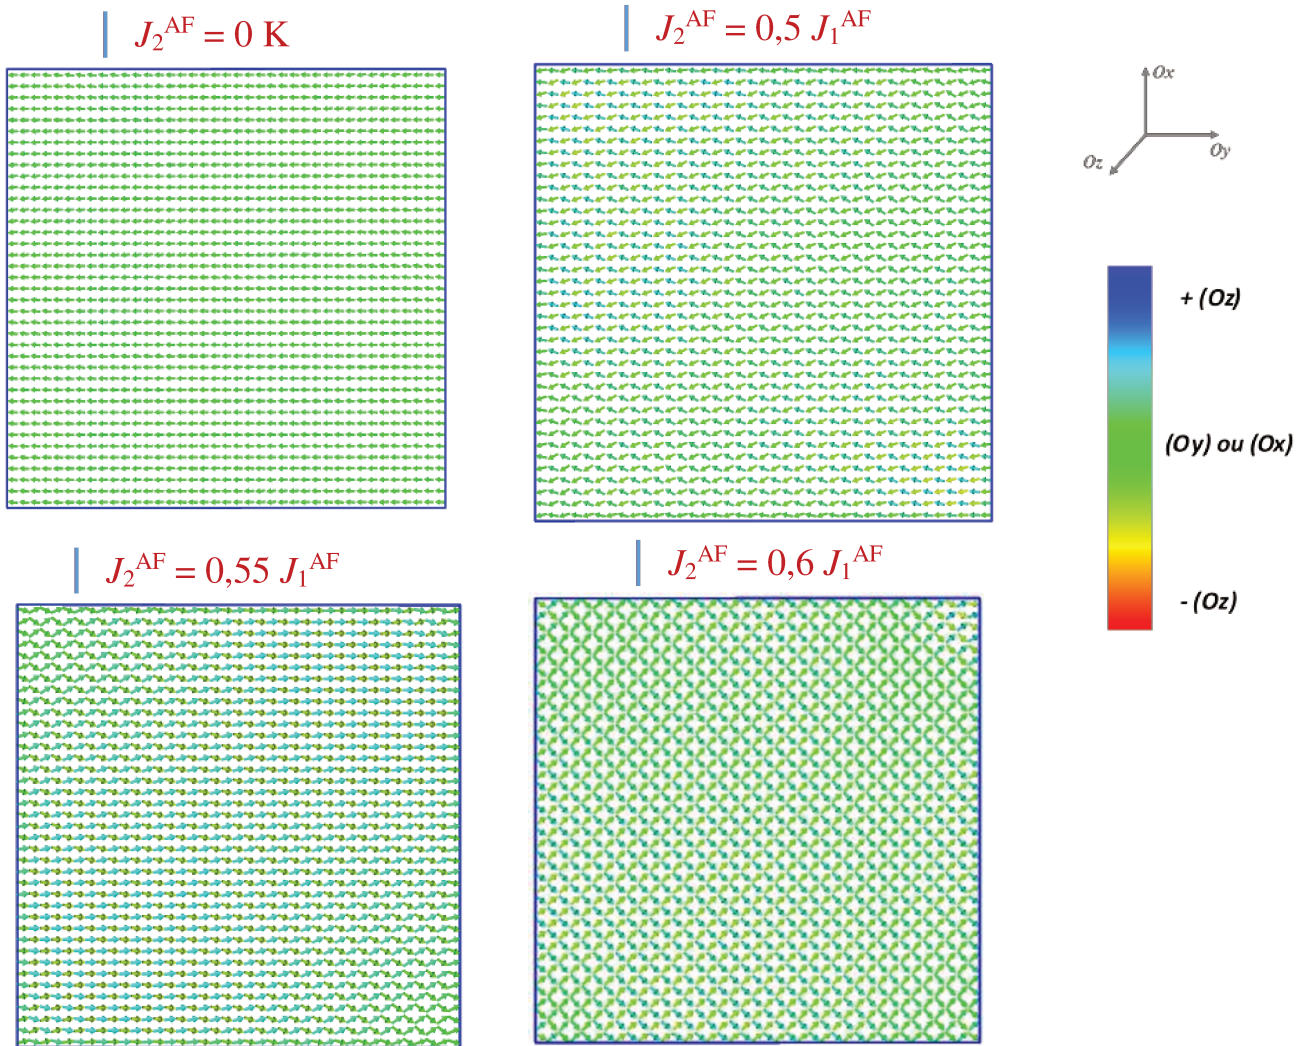 J₂ᴬᶠ = 0 K
J₂ᴬᶠ = 0,5 J₁ᴬᶠ
Ox
Oy
Oz
+ (Oz)
(Oy) ou (Ox)
- (Oz)
J₂ᴬᶠ = 0,55 J₁ᴬᶠ
J₂ᴬᶠ = 0,6 J₁ᴬᶠ